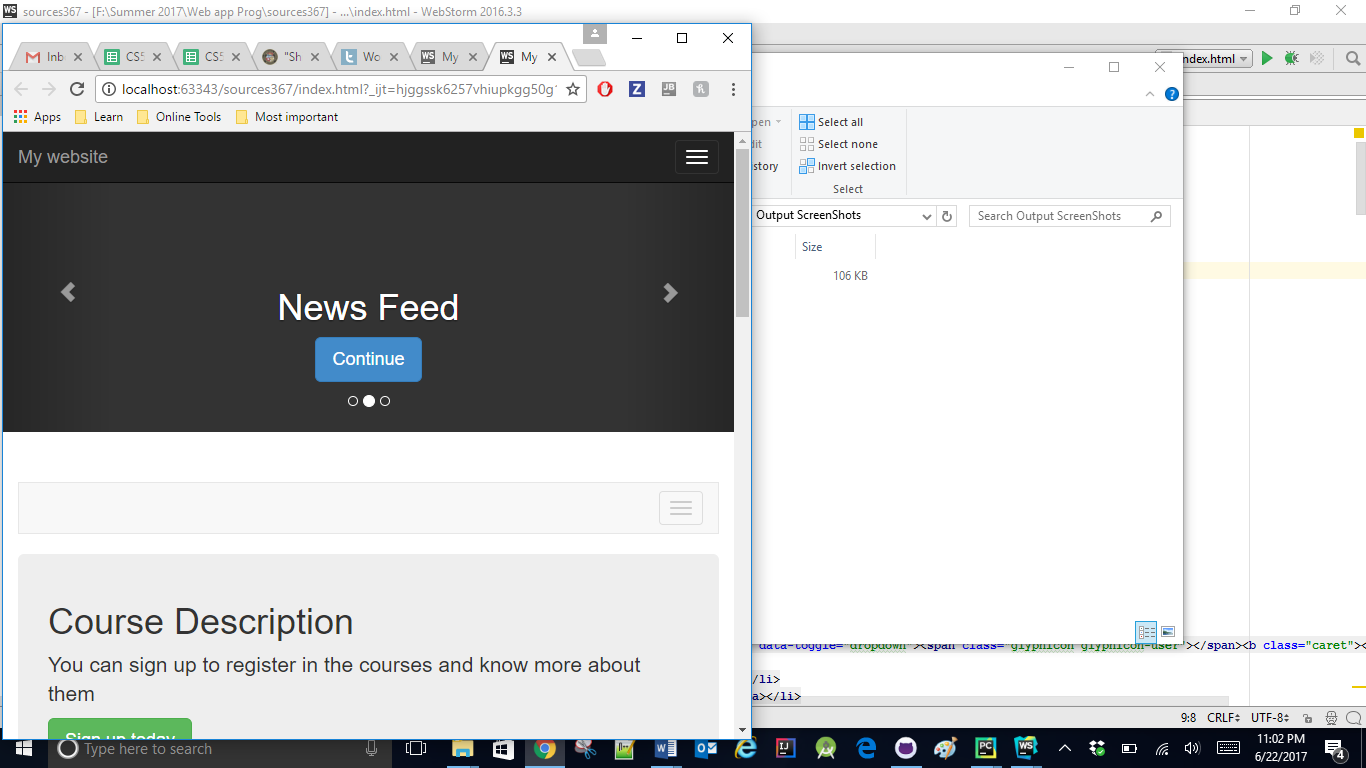 sources367 - [F:\Summer 2017\Web app Prog\sources367] - ...\index.html - WebStorm 2016.3.3
Inb
CS5
CS5
"Sh
Wo
My
My
ndex.html
localhost:63343/sources367/index.html?_ijt=hjggssk6257vhiupkgg50g
Apps
Learn
Online Tools
Most important
My website
News Feed
Continue
Course Description
You can sign up to register in the courses and know more about
them
Sign up today
pen
Select all
dit
Select none
story
Invert selection
Select
Output ScreenShots
Search Output ScreenShots
Size
106 KB
data-toggle="dropdown"><span class="glyphicon glyphicon-user"></span><b class="caret"><
/li>
a></li>
9:8
CRLF
UTF-8
Type here to search
11:02 PM
6/22/2017
4